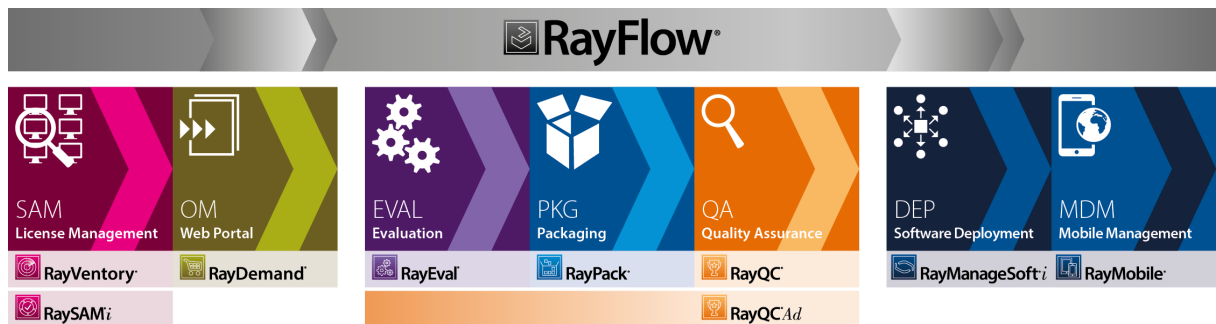 RayFlow®
SAM
License Management
OM
Web Portal
EVAL
Evaluation
PKG
Packaging
QA
Quality Assurance
DEP
Software Deployment
MDM
Mobile Management
RayVentory®
RayDemand®
RayEval®
RayPack®
RayQC®
RayManageSoft®i
RayMobile®
RaySAM®i
RayQC®Ad